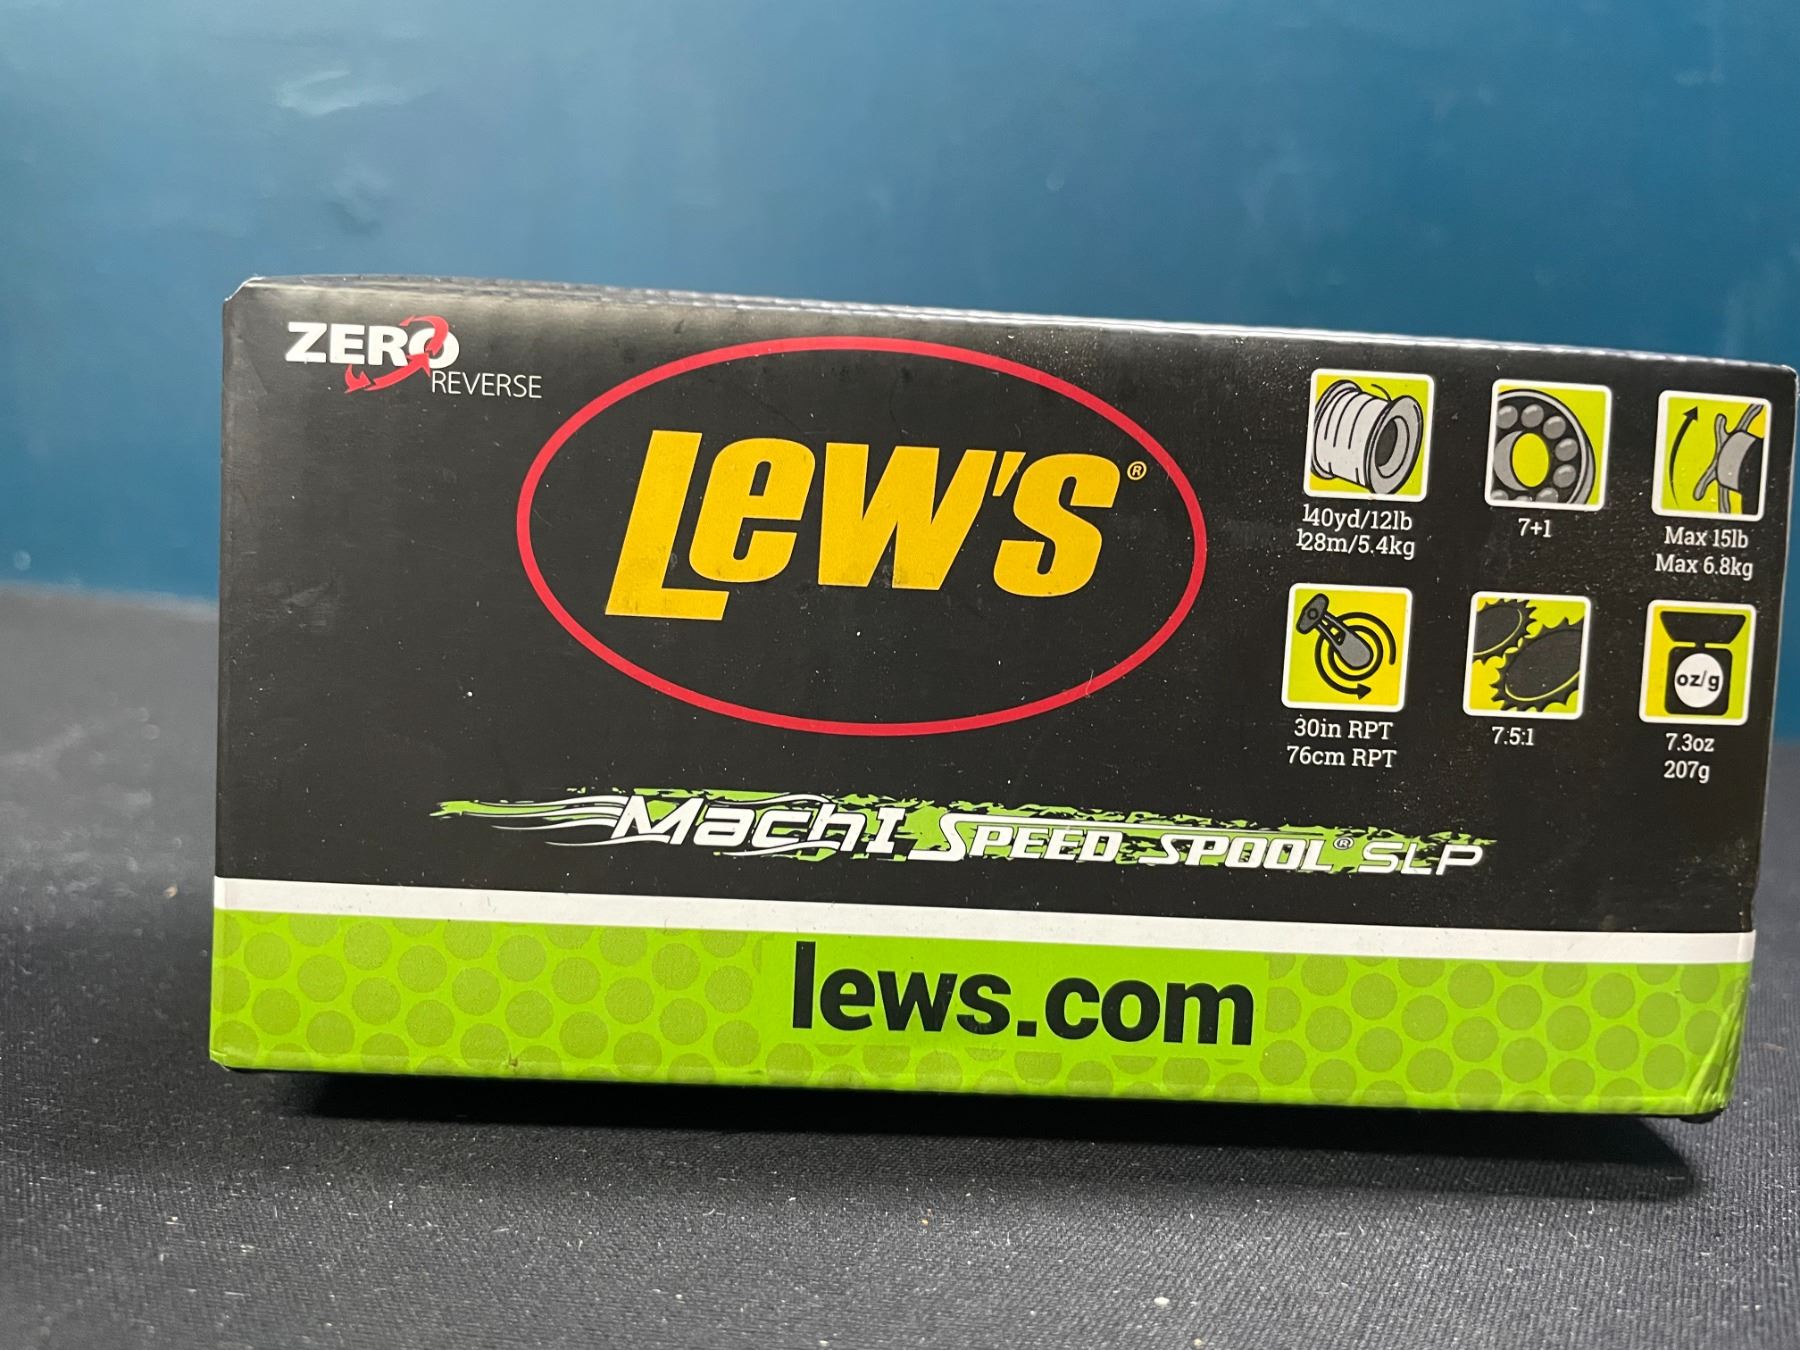 ZERO
REVERSE
Lew's®
140yd/12lb
128m/5.4kg
7+1
Max 15lb
Max 6.8kg
30in RPT
76cm RPT
7.5:1
oz/g
7.3oz
207g
MachI SPEED SPOOL® SLP
lews.com